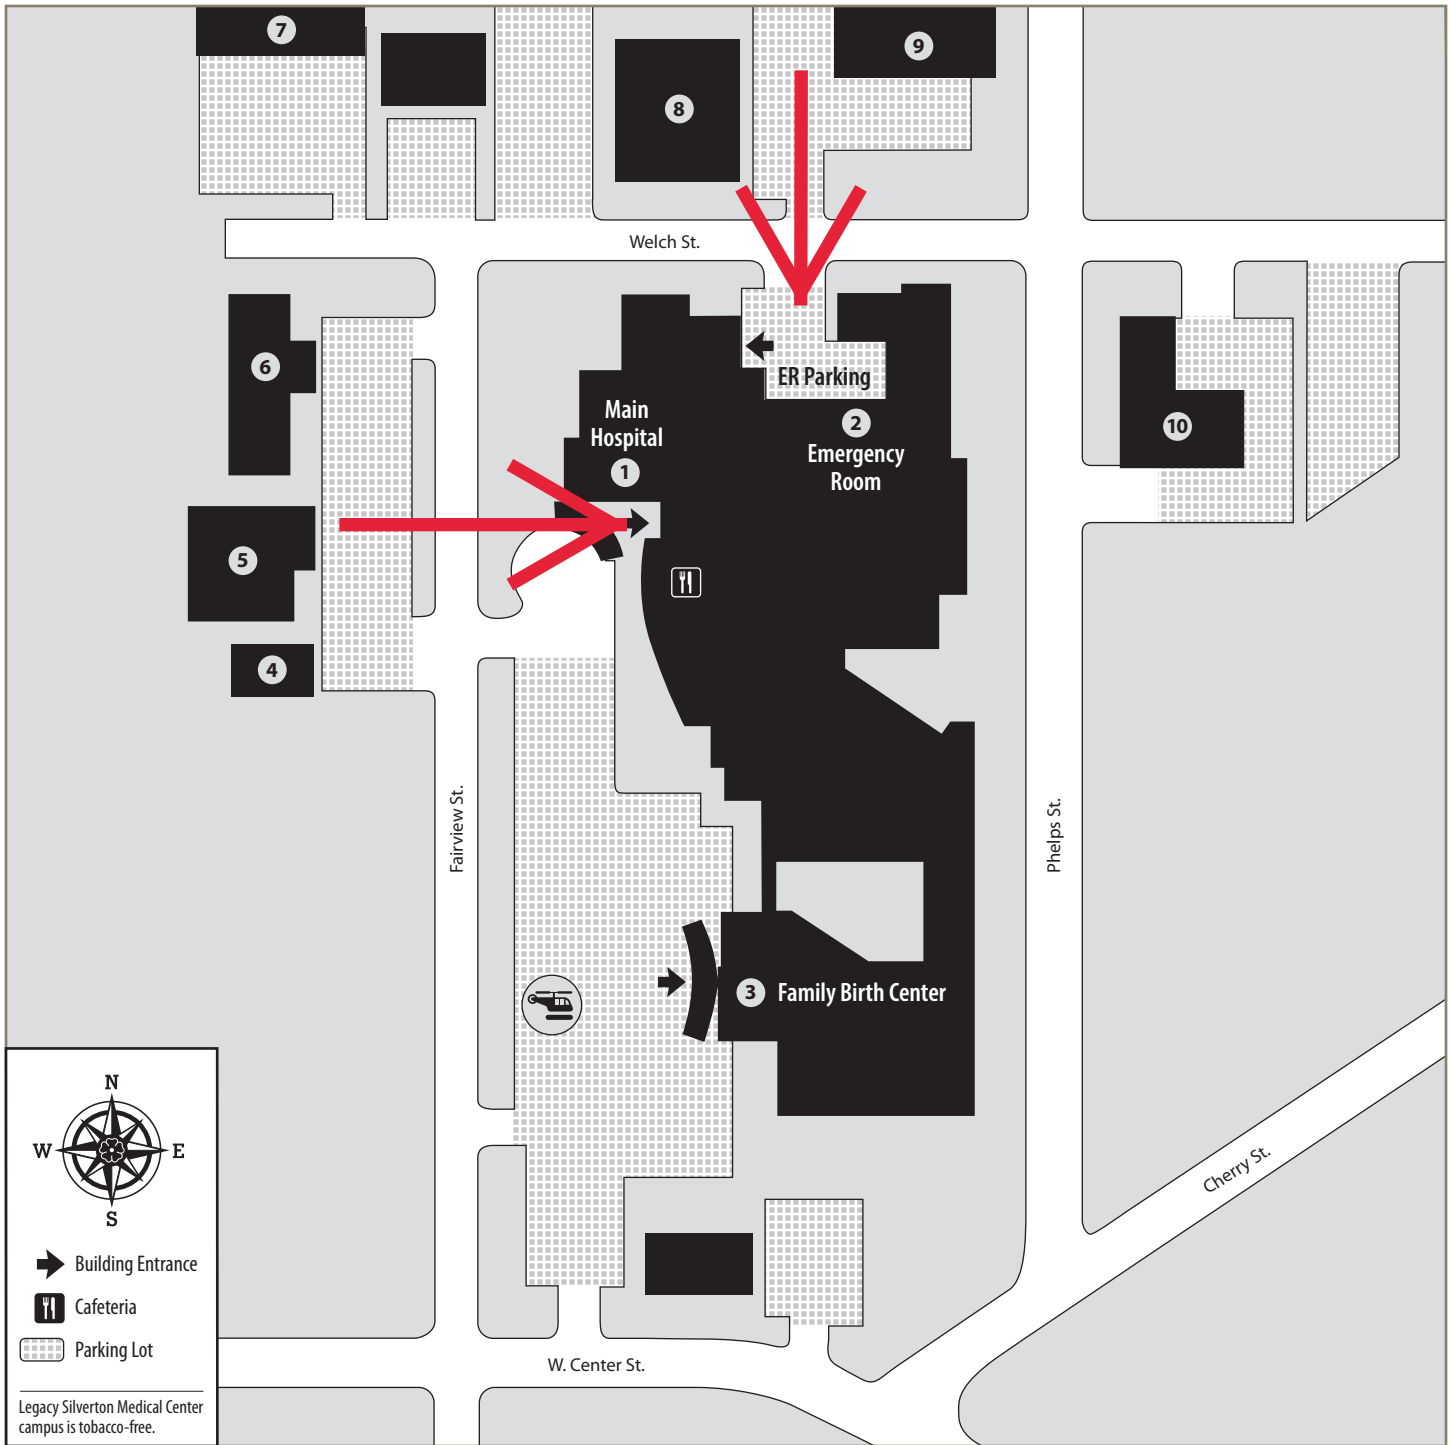 7
9
8
Welch St.
6
ER Parking
Main
Hospital
1
2
Emergency
Room
10
5
4
Fairview St.
Phelps St.
3
Family Birth Center
N
W
E
S
Cherry St.
Building Entrance
Cafeteria
Parking Lot
W. Center St.
Legacy Silverton Medical Center
campus is tobacco-free.